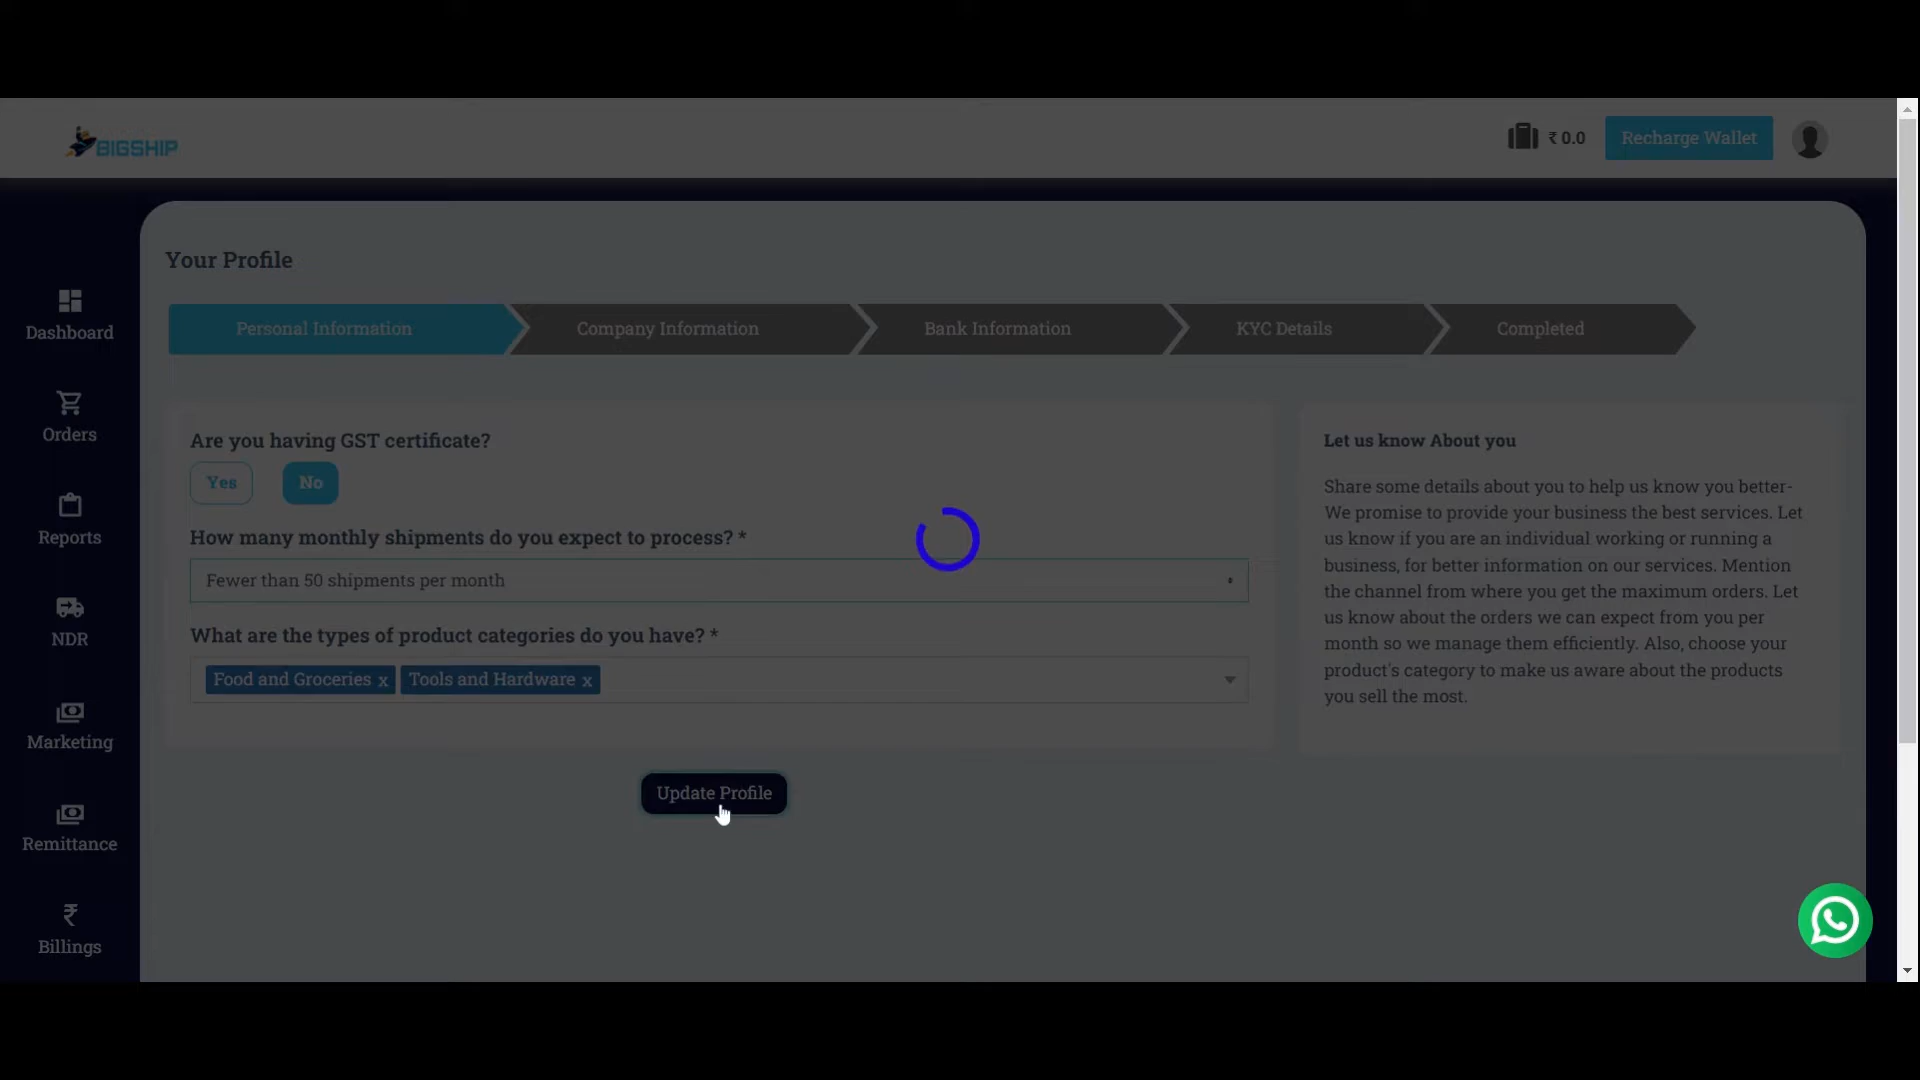 BIGSHIP
₹ 0.0
Recharge Wallet
Your Profile
Dashboard
Orders
Reports
NDR
Marketing
Remittance
Billings
Personal Information
Company Information
Bank Information
KYC Details
Completed
Are you having GST certificate?
Yes
No
How many monthly shipments do you expect to process? *
Fewer than 50 shipments per month
What are the types of product categories do you have? *
Food and Groceries x
Tools and Hardware x
Update Profile
Let us know About you
Share some details about you to help us know you better-
We promise to provide your business the best services. Let
us know if you are an individual working or running a
business, for better information on our services. Mention
the channel from where you get the maximum orders. Let
us know about the orders we can expect from you per
month so we manage them efficiently. Also, choose your
product's category to make us aware about the products
you sell the most.